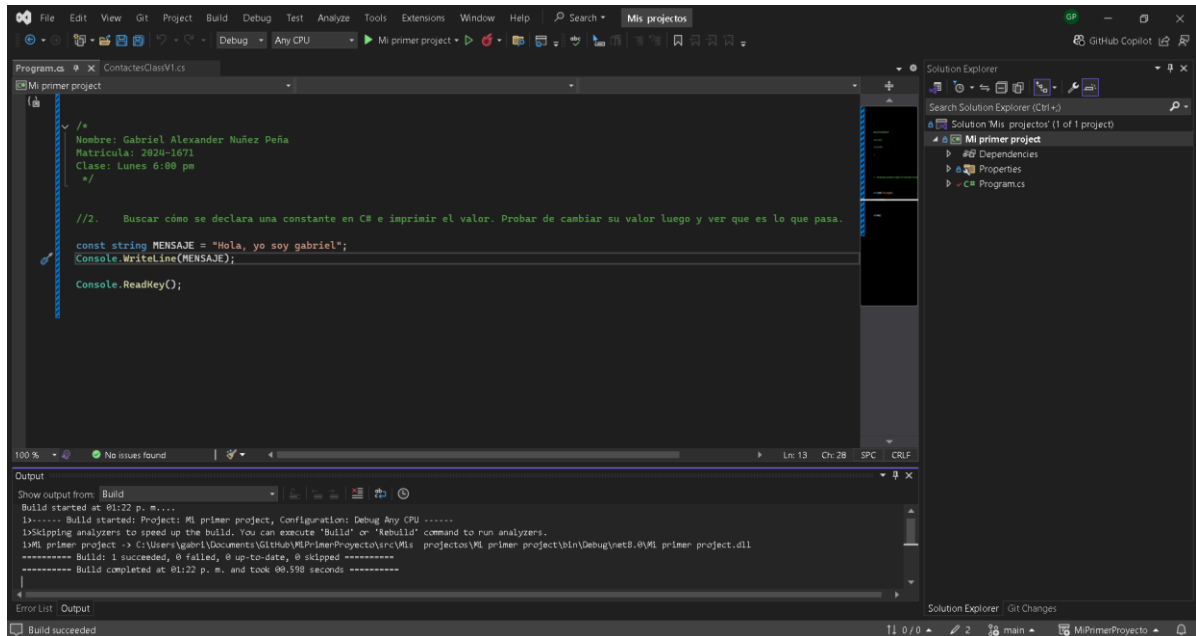 File Edit View Git Project Build Debug Test Analyze Tools Extensions Window Help Search Mis projectos GP
Debug Any CPU Mi primer project GitHub Copilot
Program.cs ContactesClassV1.cs
Mi primer project
/*
Nombre: Gabriel Alexander Nuñez Peña
Matricula: 2024-1671
Clase: Lunes 6:00 pm
*/
//2. Buscar cómo se declara una constante en C# e imprimir el valor. Probar de cambiar su valor luego y ver que es lo que pasa.
const string MENSAJE = "Hola, yo soy gabriel";
Console.WriteLine(MENSAJE);
Console.ReadKey();
100 % No issues found Ln: 13 Ch: 28 SPC CRLF
Output
Show output from: Build
Build started at 01:22 p. m....
1>------ Build started: Project: Mi primer project, Configuration: Debug Any CPU ------
1>Skipping analyzers to speed up the build. You can execute 'Build' or 'Rebuild' command to run analyzers.
1>Mi primer project -> C:\Users\gabri\Documents\GitHub\MiPrimerProyecto\src\Mis  projectos\Mi primer project\bin\Debug\net8.0\Mi primer project.dll
========== Build: 1 succeeded, 0 failed, 0 up-to-date, 0 skipped ==========
========== Build completed at 01:22 p. m. and took 00.598 seconds ==========
Error List Output
Solution Explorer
Search Solution Explorer (Ctrl+;)
Solution 'Mis  projectos' (1 of 1 project)
Mi primer project
Dependencies
Properties
C# Program.cs
Solution Explorer Git Changes
Build succeeded 0 / 0 2 main MiPrimerProyecto